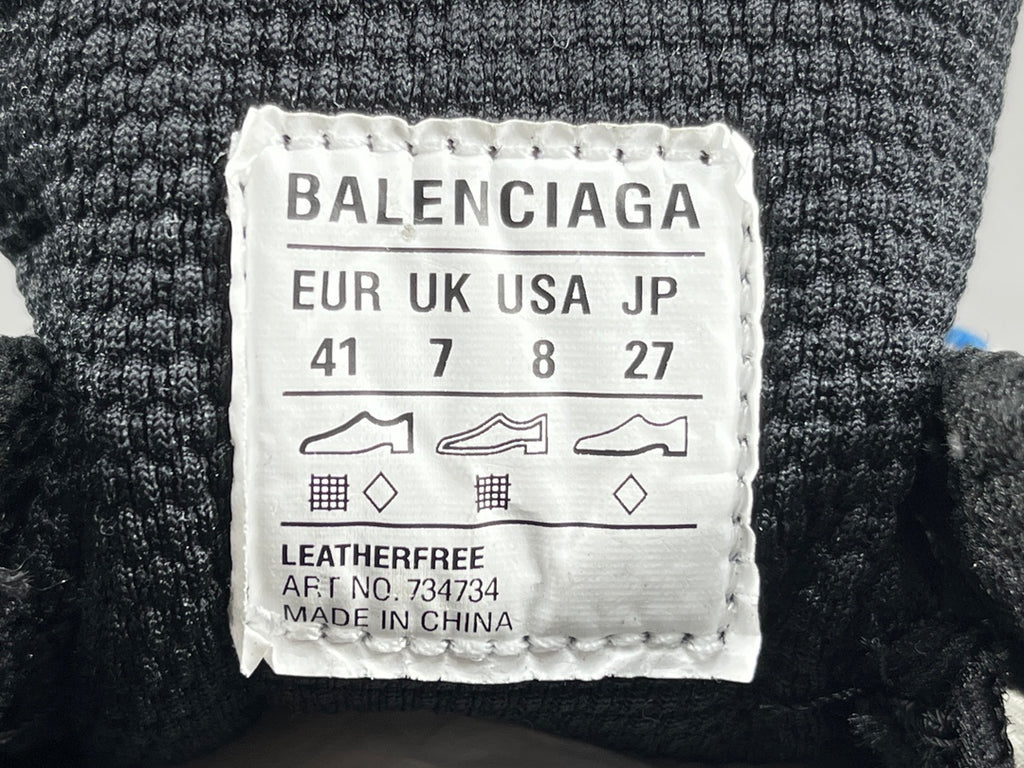 BALENCIAGA
EUR UK USA JP
41 7 8 27
LEATHERFREE
ART NO. 734734
MADE IN CHINA